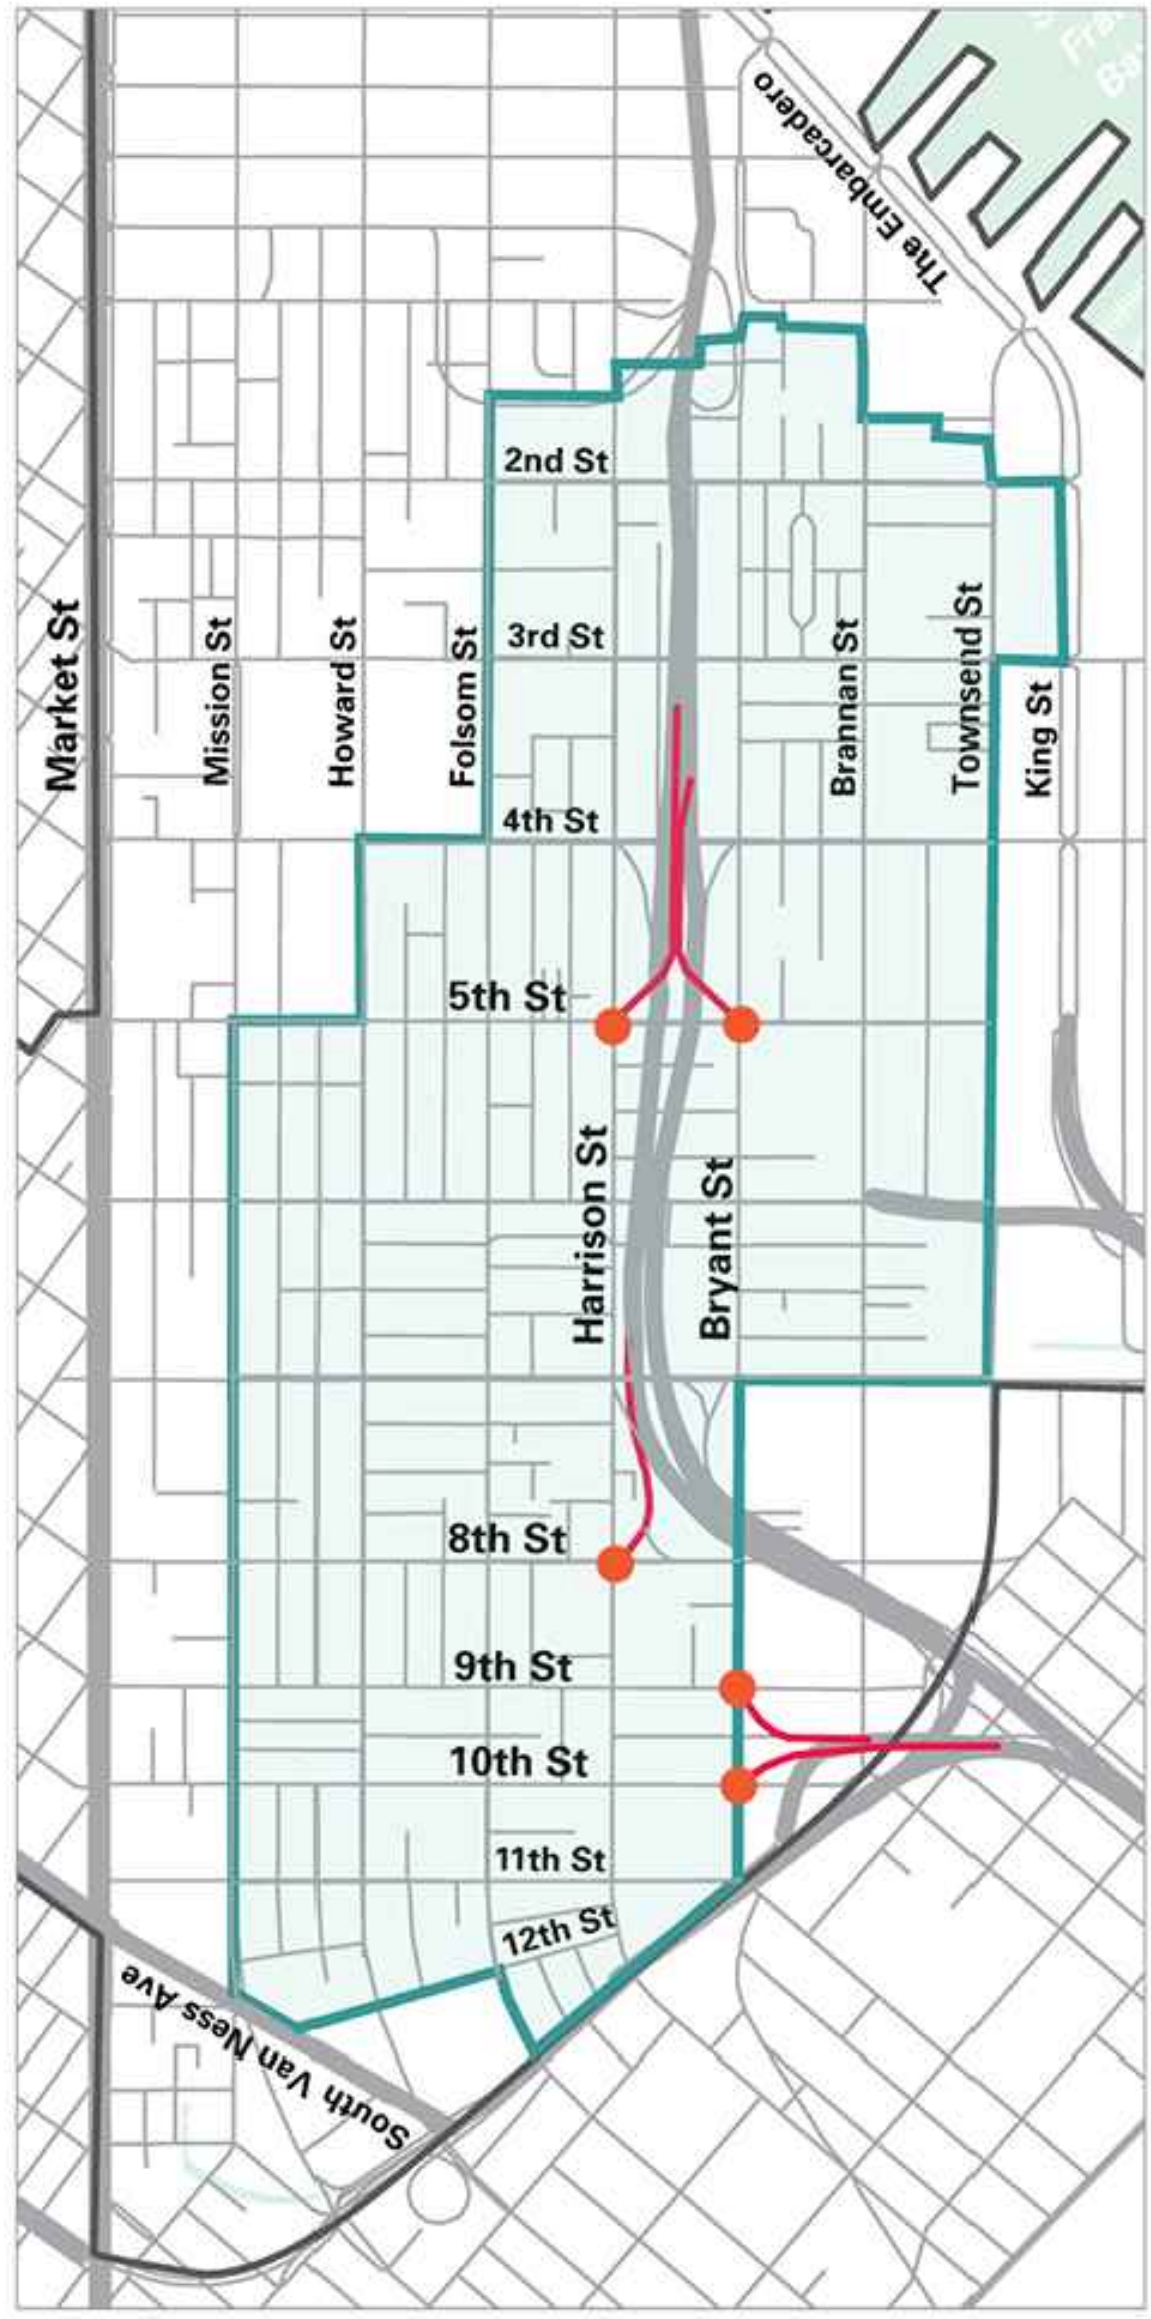 Fra
Bay
The Embarcadero
2nd St
3rd St
Market St
Mission St
Howard St
Folsom St
Brannan St
Townsend St
King St
4th St
5th St
Harrison St
Bryant St
8th St
9th St
10th St
11th St
12th St
South Van Ness Ave